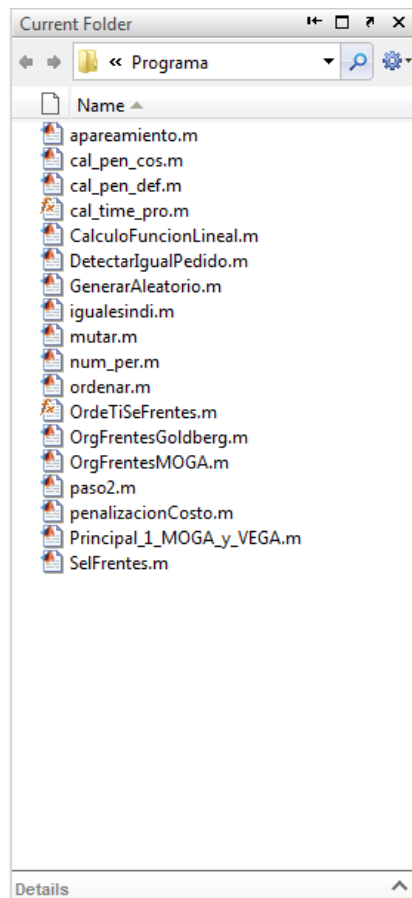 Current Folder
« Programa
Name
apareamiento.m
cal_pen_cos.m
cal_pen_def.m
cal_time_pro.m
CalculoFuncionLineal.m
DetectarIgualPedido.m
GenerarAleatorio.m
igualesindi.m
mutar.m
num_per.m
ordenar.m
OrdeTiSeFrentes.m
OrgFrentesGoldberg.m
OrgFrentesMOGA.m
paso2.m
penalizacionCosto.m
Principal_1_MOGA_y_VEGA.m
SelFrentes.m
Details